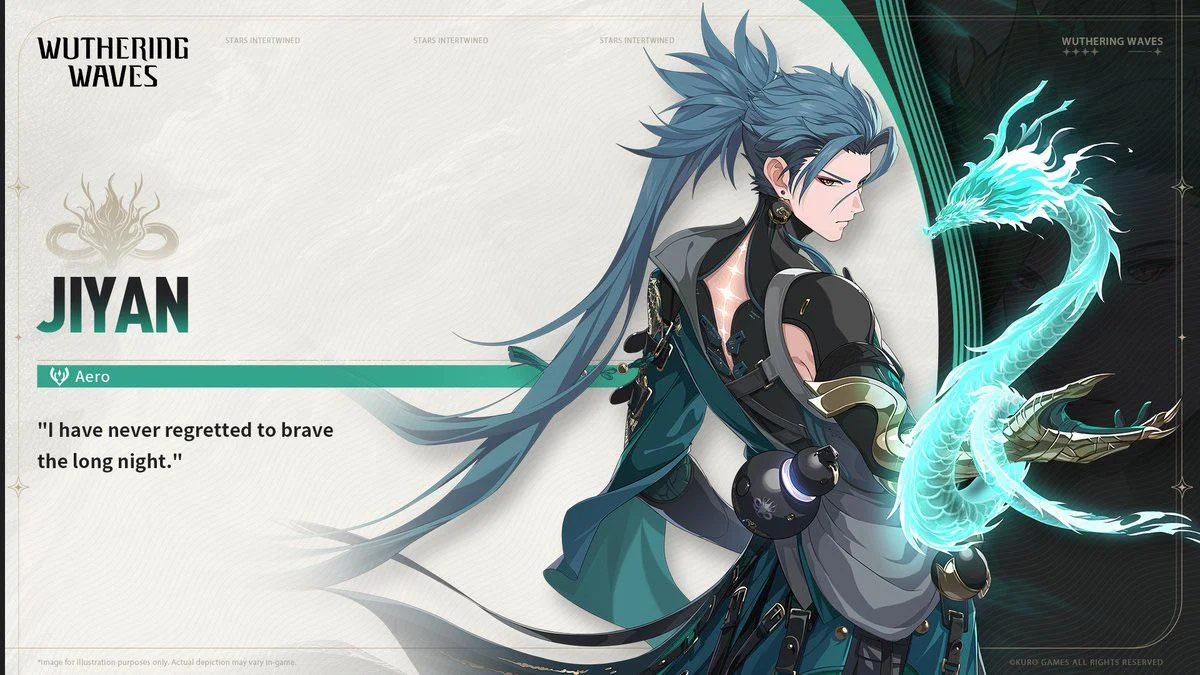 WUTHERING
WAVES
STARS INTERTWINED
STARS INTERTWINED
STARS INTERTWINED
WUTHERING WAVES
JIYAN
Aero
"I have never regretted to brave
the long night."
*Image for illustration purposes only. Actual depiction may vary in-game.
©KURO GAMES ALL RIGHTS RESERVED